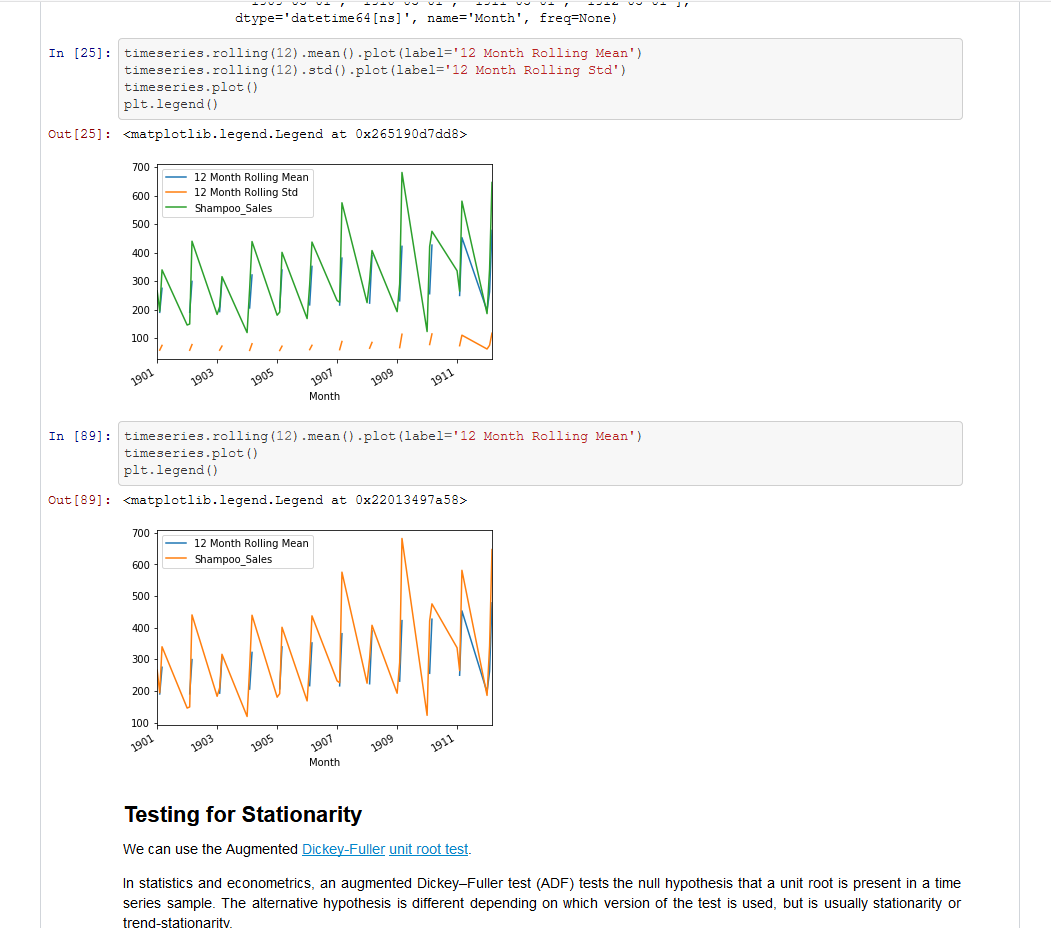 dtype='datetime64[ns]', name='Month', freq=None)
In [25]: timeseries.rolling(12).mean().plot(label='12 Month Rolling Mean')
timeseries.rolling(12).std().plot(label='12 Month Rolling Std')
timeseries.plot()
plt.legend()
Out[25]: <matplotlib.legend.Legend at 0x265190d7dd8>
700
600
500
400
300
200
100
12 Month Rolling Mean
12 Month Rolling Std
Shampoo_Sales
1901 1903 1905 1907 1909 1911
Month
In [89]: timeseries.rolling(12).mean().plot(label='12 Month Rolling Mean')
timeseries.plot()
plt.legend()
Out[89]: <matplotlib.legend.Legend at 0x22013497a58>
700
600
500
400
300
200
100
12 Month Rolling Mean
Shampoo_Sales
1901 1903 1905 1907 1909 1911
Month
Testing for Stationarity
We can use the Augmented Dickey-Fuller unit root test.
In statistics and econometrics, an augmented Dickey–Fuller test (ADF) tests the null hypothesis that a unit root is present in a time
series sample. The alternative hypothesis is different depending on which version of the test is used, but is usually stationarity or
trend-stationarity.